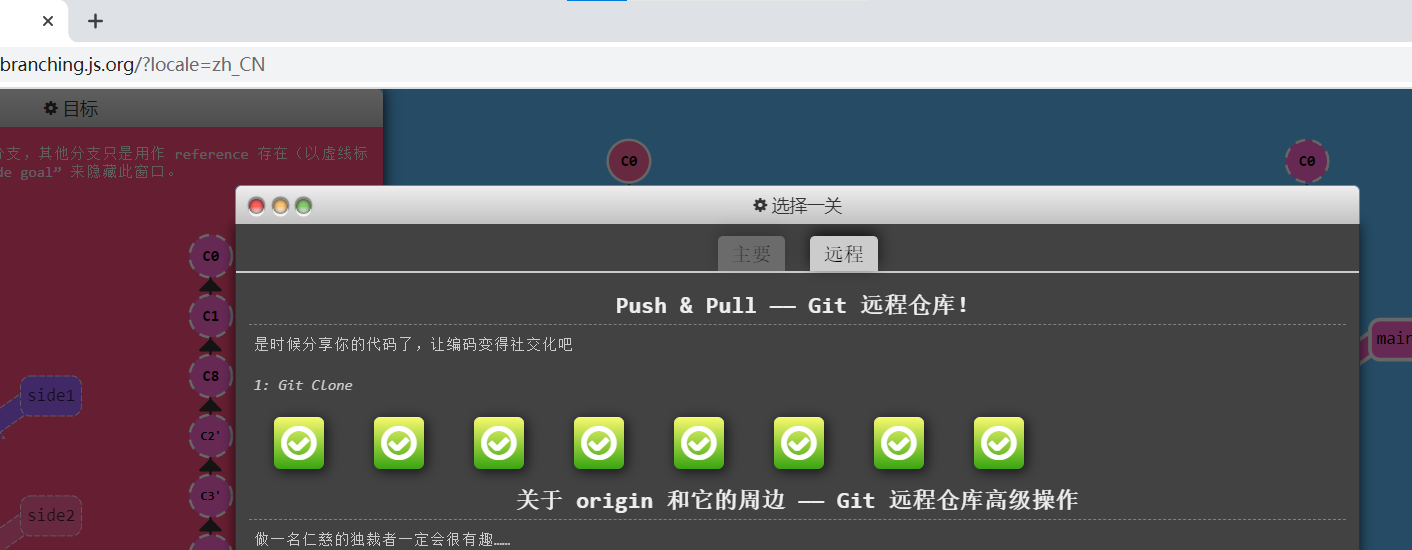 branching.js.org/?locale=zh_CN
目标
分支，其他分支只是用作 reference 存在（以虚线标
de goal” 来隐藏此窗口。
C0
C0
选择一关
主要
远程
C0
Push & Pull —— Git 远程仓库！
C1
是时候分享你的代码了，让编码变得社交化吧
main
C8
1: Git Clone
side1
C2'
C3'
关于 origin 和它的周边 —— Git 远程仓库高级操作
side2
做一名仁慈的独裁者一定会很有趣……